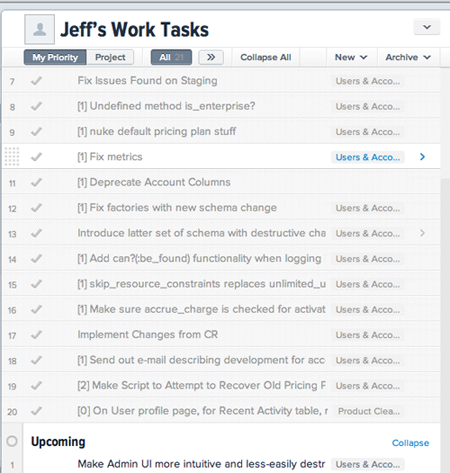 Jeff's Work Tasks
My Priority Project All 21 » Collapse All New Archive
7 Fix Issues Found on Staging Users & Acco...
8 [1] Undefined method is_enterprise? Users & Acco...
9 [1] nuke default pricing plan stuff Users & Acco...
[1] Fix metrics Users & Acco...
11 [1] Deprecate Account Columns
12 [1] Fix factories with new schema change Users & Acco...
13 Introduce latter set of schema with destructive cha Users & Acco...
14 [1] Add can?(:be_found) functionality when logging Users & Acco...
15 [1] skip_resource_constraints replaces unlimited_u Users & Acco...
16 [1] Make sure accrue_charge is checked for activat Users & Acco...
17 Implement Changes from CR Users & Acco...
18 [1] Send out e-mail describing development for acc Users & Acco...
19 [2] Make Script to Attempt to Recover Old Pricing P Users & Acco...
20 [0] On User profile page, for Recent Activity table, r Product Clea...
Upcoming Collapse
1 Make Admin UI more intuitive and less-easily destr Users & Acco...